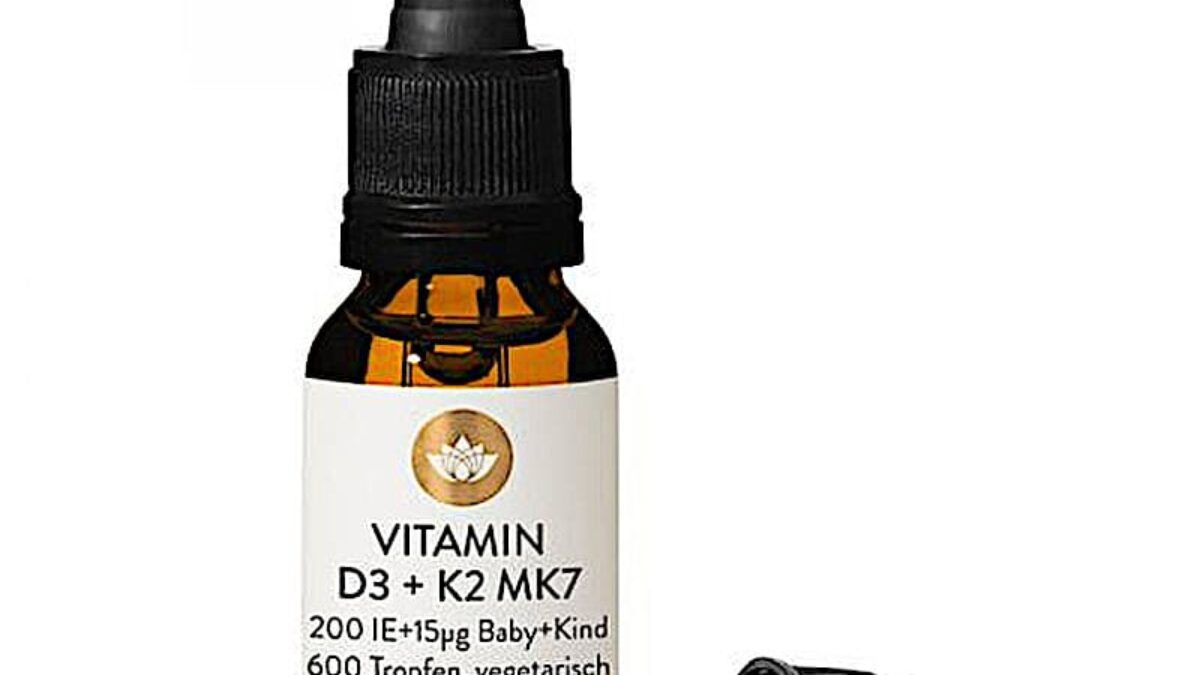 VITAMIN
D3 + K2 MK7
200 IE+15µg Baby+Kind
600 Tropfen, vegetarisch